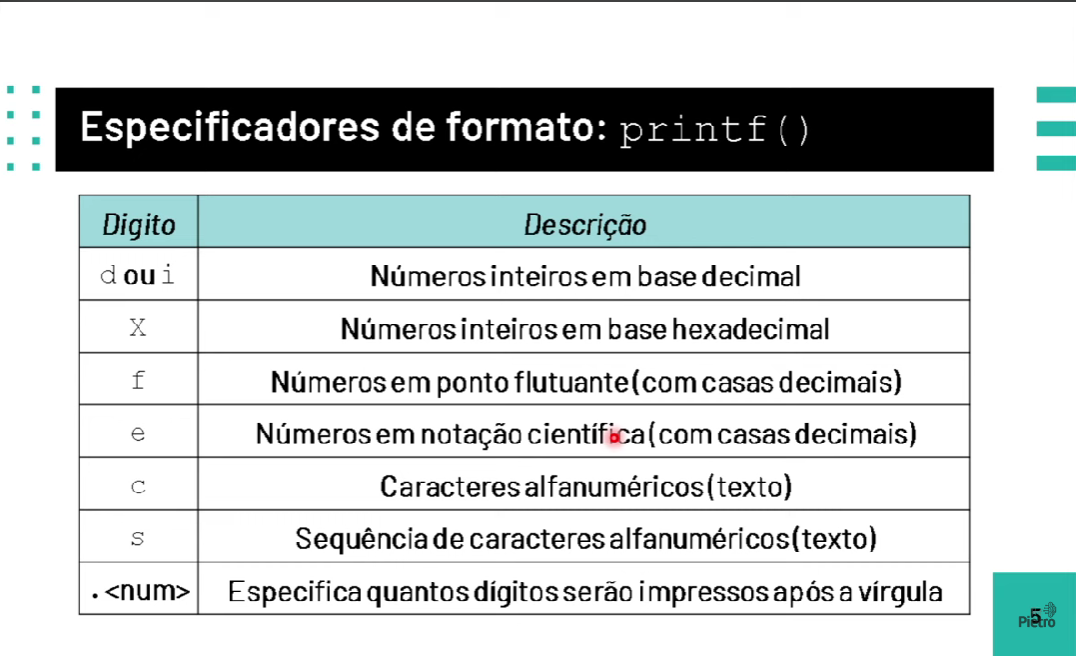 Especificadores de formato: printf()
Digito Descrição
d ou i Números inteiros em base decimal
X Números inteiros em base hexadecimal
f Números em ponto flutuante (com casas decimais)
e Números em notação científica (com casas decimais)
c Caracteres alfanuméricos (texto)
s Sequência de caracteres alfanuméricos (texto)
.<num> Especifica quantos dígitos serão impressos após a vírgula
5
Pietro